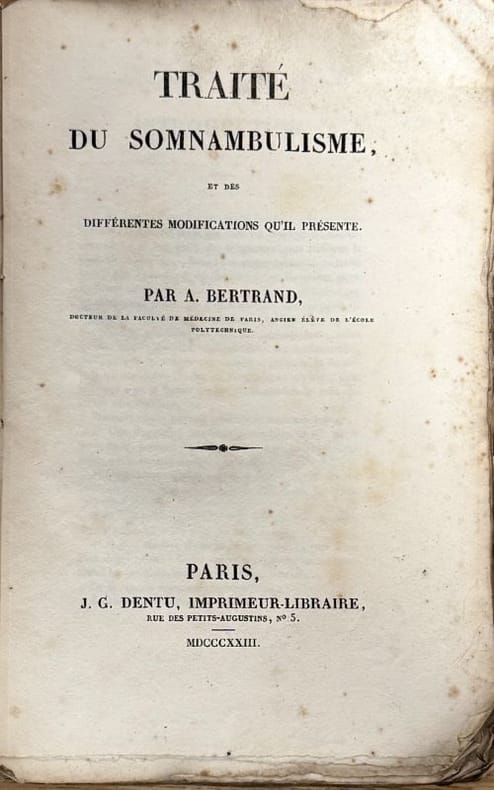 TRAITÉ
DU SOMNAMBULISME,
ET DES
DIFFÉRENTES MODIFICATIONS QU'IL PRÉSENTE.
PAR A. BERTRAND,
DOCTEUR DE LA FACULTÉ DE MÉDECINE DE PARIS, ANCIEN ÉLÈVE DE L'ÉCOLE
POLYTECHNIQUE.
PARIS,
J. G. DENTU, IMPRIMEUR-LIBRAIRE,
RUE DES PETITS-AUGUSTINS, Nº 5.
MDCCCXXIII.